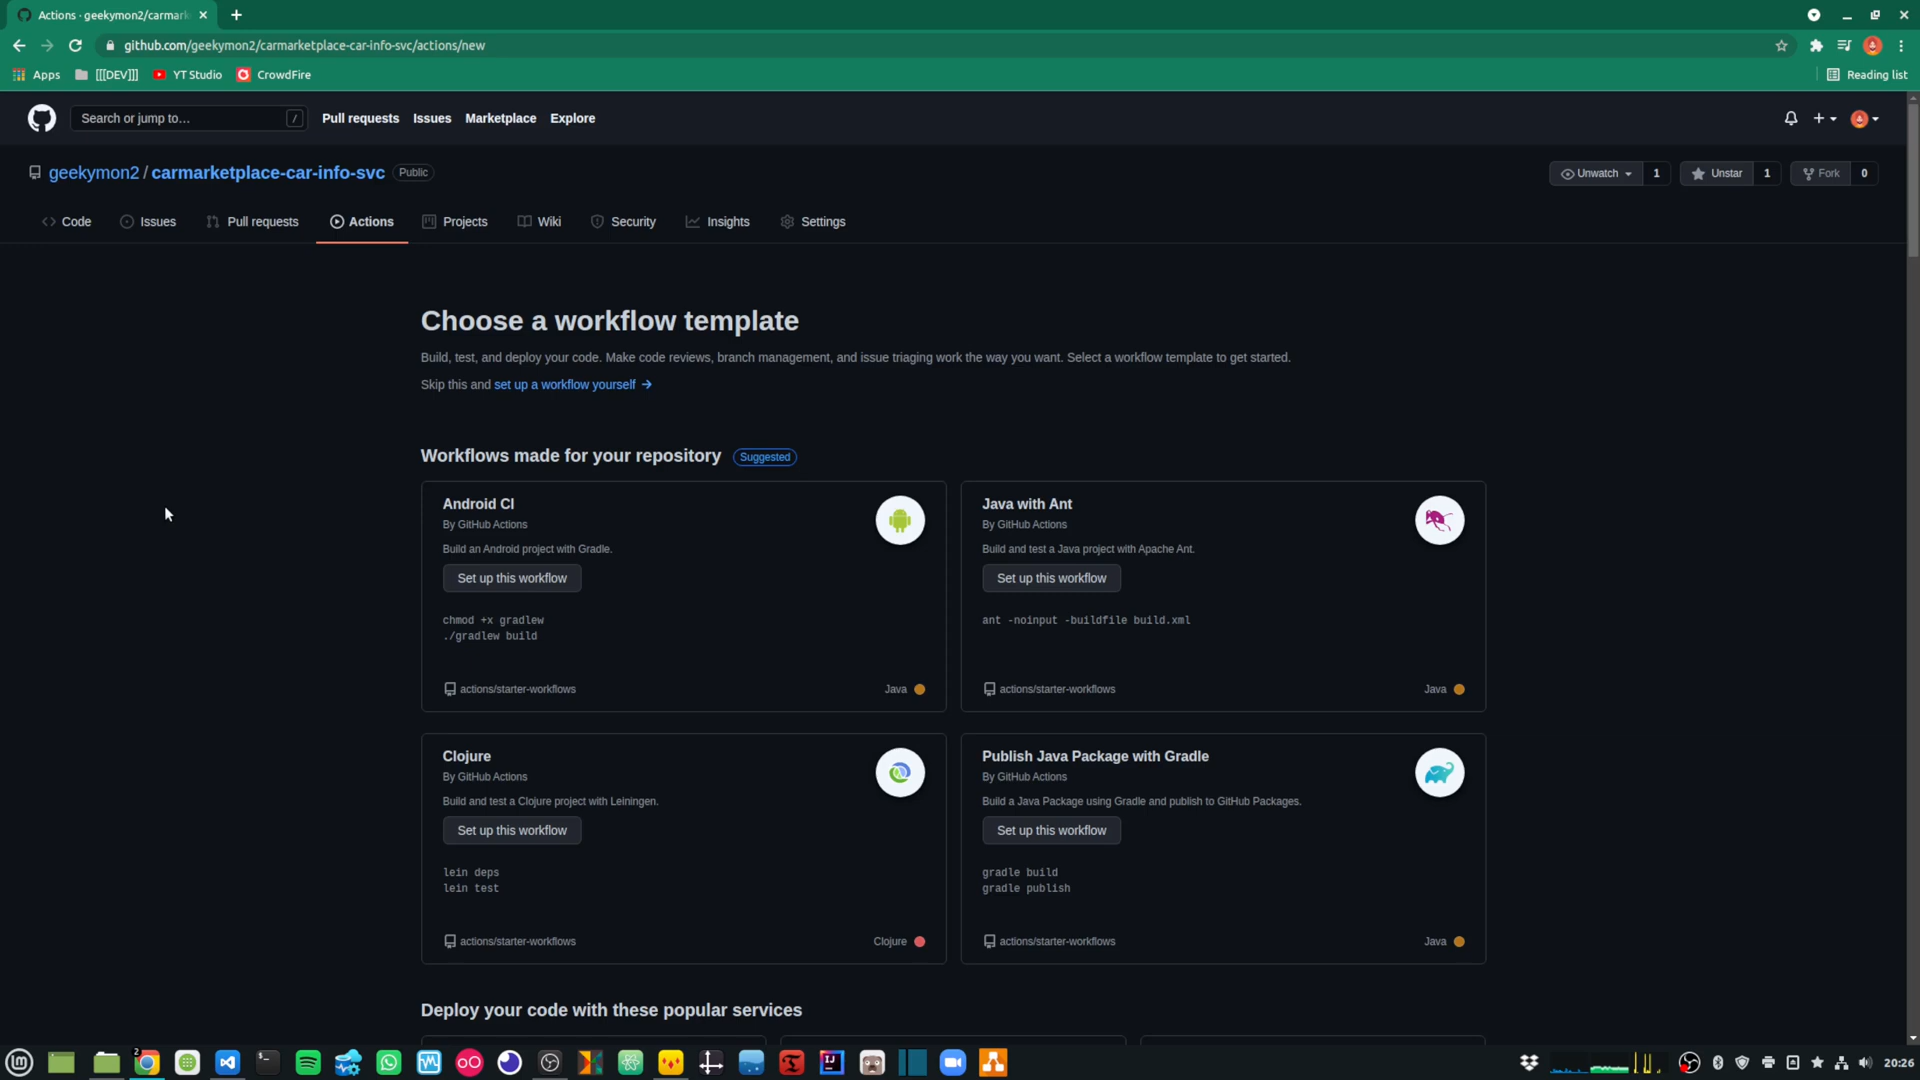 Actions · geekymon2/carmark
github.com/geekymon2/carmarketplace-car-info-svc/actions/new
Apps [[[DEV]]] YT Studio CrowdFire Reading list
Search or jump to… / Pull requests Issues Marketplace Explore
geekymon2 / carmarketplace-car-info-svc Public Unwatch 1 Unstar 1 Fork 0
Code Issues Pull requests Actions Projects Wiki Insights Security Settings
Choose a workflow template
Build, test, and deploy your code. Make code reviews, branch management, and issue triaging work the way you want. Select a workflow template to get started.
Skip this and set up a workflow yourself →
Workflows made for your repository Suggested
Android CI
By GitHub Actions
Build an Android project with Gradle.
Set up this workflow
chmod +x gradlew
./gradlew build
actions/starter-workflows Java
Java with Ant
By GitHub Actions
Build and test a Java project with Apache Ant.
Set up this workflow
ant -noinput -buildfile build.xml
actions/starter-workflows Java
Clojure
By GitHub Actions
Build and test a Clojure project with Leiningen.
Set up this workflow
lein deps
lein test
actions/starter-workflows Clojure
Publish Java Package with Gradle
By GitHub Actions
Build a Java Package using Gradle and publish to GitHub Packages.
Set up this workflow
gradle build
gradle publish
actions/starter-workflows Java
Deploy your code with these popular services
2
20:26